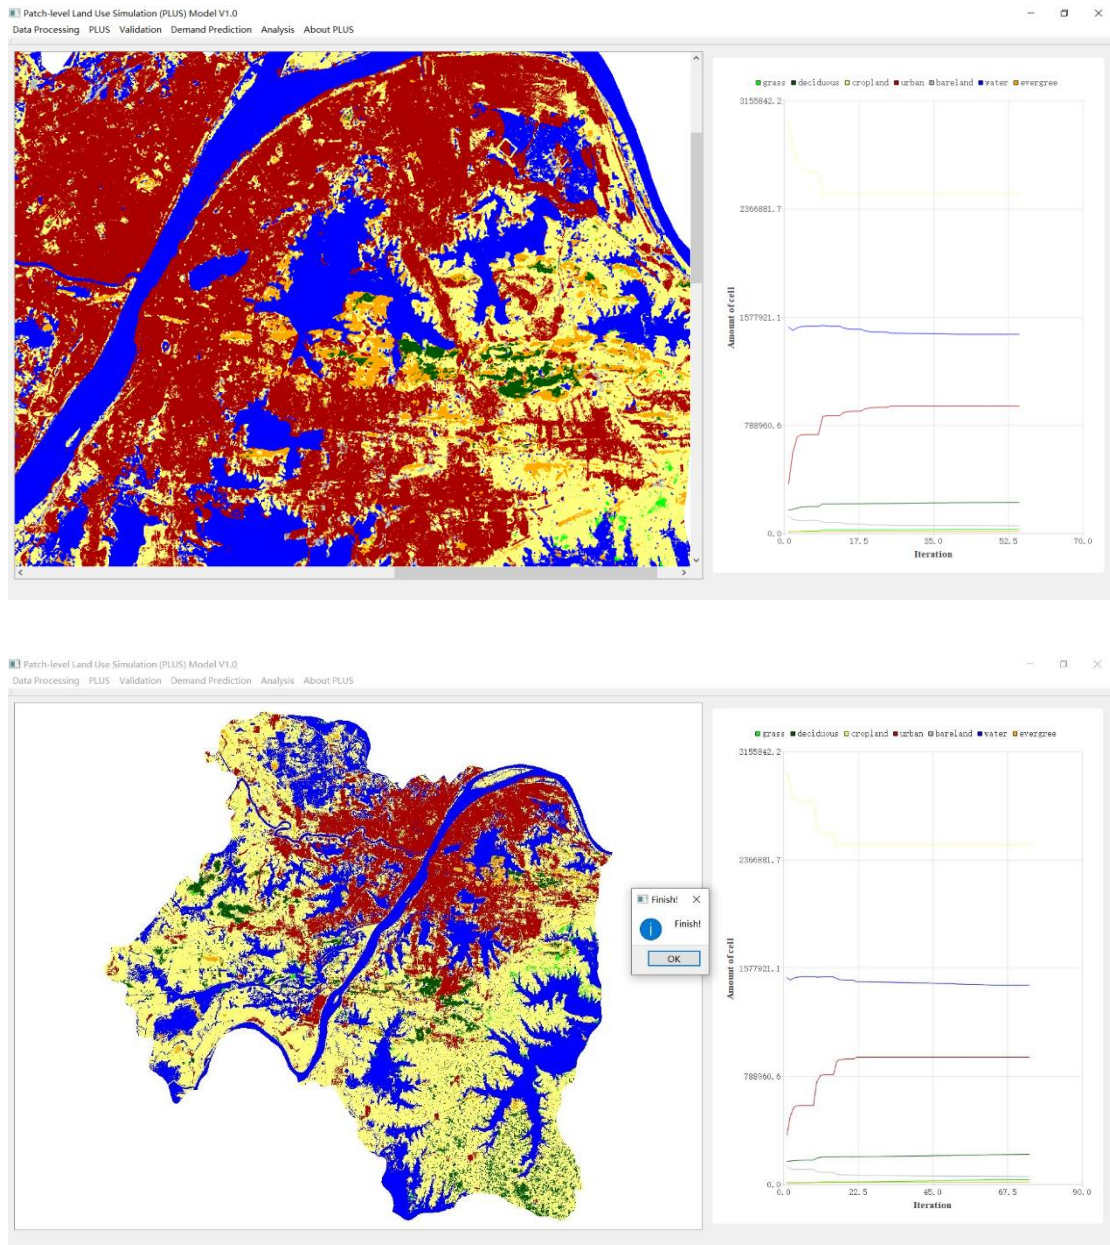 Patch-level Land Use Simulation (PLUS) Model V1.0
Data Processing PLUS Validation Demand Prediction Analysis About PLUS
grass deciduous cropland urban bareland water evergree
3155842.2
2366881.7
1577921.1
788960.6
0.0
Amount of cell
0.0 17.5 35.0 52.5 70.0
Iteration
Patch-level Land Use Simulation (PLUS) Model V1.0
Data Processing PLUS Validation Demand Prediction Analysis About PLUS
grass deciduous cropland urban bareland water evergree
3155842.2
2366881.7
1577921.1
788960.6
0.0
Amount of cell
0.0 22.5 45.0 67.5 90.0
Iteration
Finish!
Finish!
OK